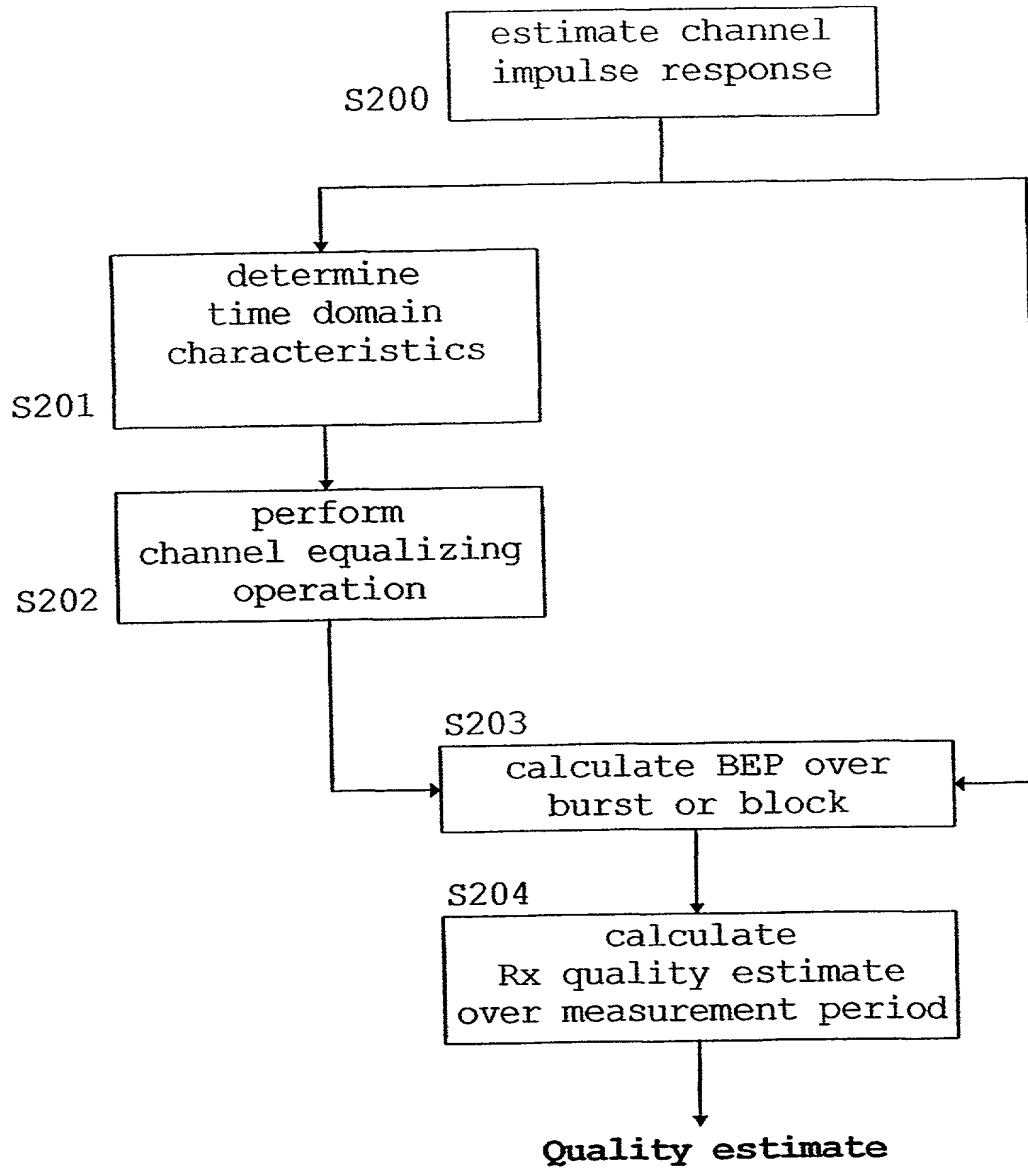 estimate channel
impulse response
S200
determine
time domain
characteristics
S201
perform
channel equalizing
operation
S202
S203
calculate BEP over
burst or block
S204
calculate
Rx quality estimate
over measurement period
Quality estimate